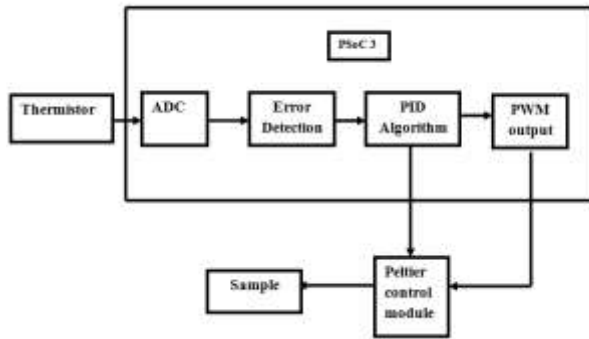 PSoC 3
Thermistor
ADC
Error
Detection
PID
Algorithm
PWM
output
Sample
Peltier
control
module